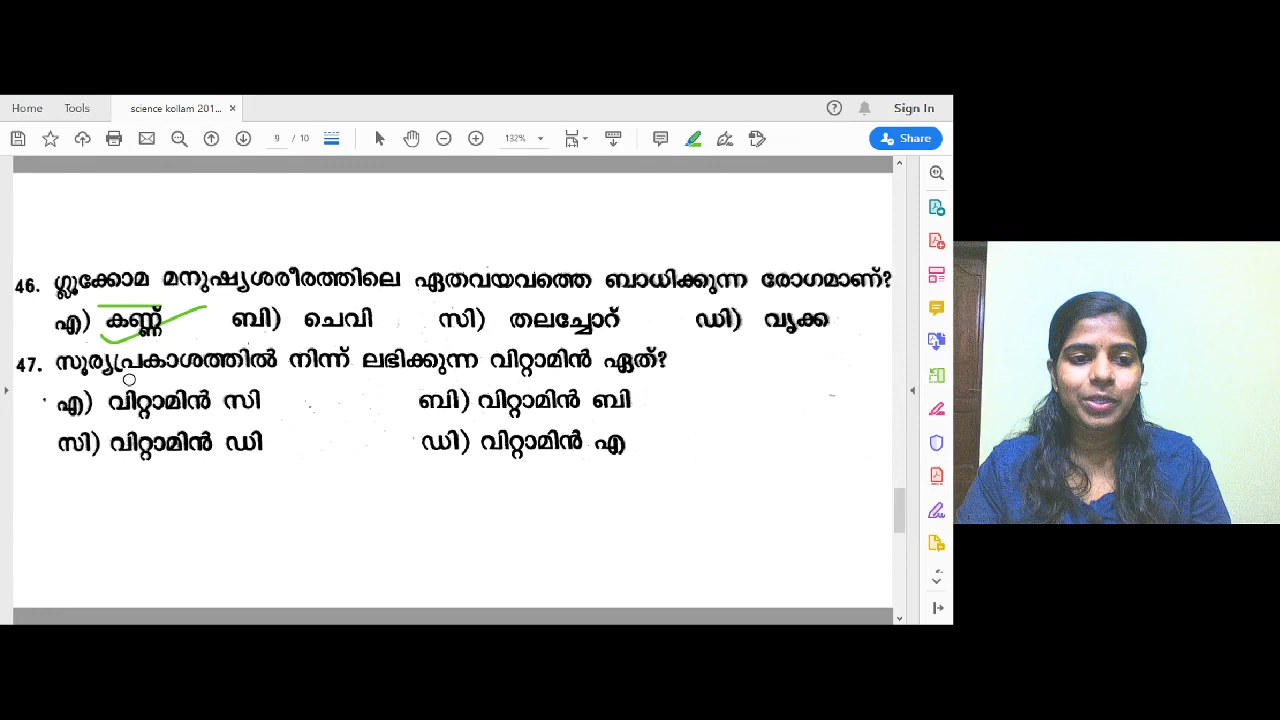 Home Tools science kollam 201... × Sign In
9 / 10 132% Share
46. ഗ്ലൂക്കോമ മനുഷ്യശരീരത്തിലെ ഏതവയവത്തെ ബാധിക്കുന്ന രോഗമാണ്?
എ) കണ്ണ് ബി) ചെവി സി) തലച്ചോറ് ഡി) വൃക്ക
47. സൂര്യപ്രകാശത്തിൽ നിന്ന് ലഭിക്കുന്ന വിറ്റാമിൻ ഏത്?
എ) വിറ്റാമിൻ സി ബി) വിറ്റാമിൻ ബി
സി) വിറ്റാമിൻ ഡി ഡി) വിറ്റാമിൻ എ